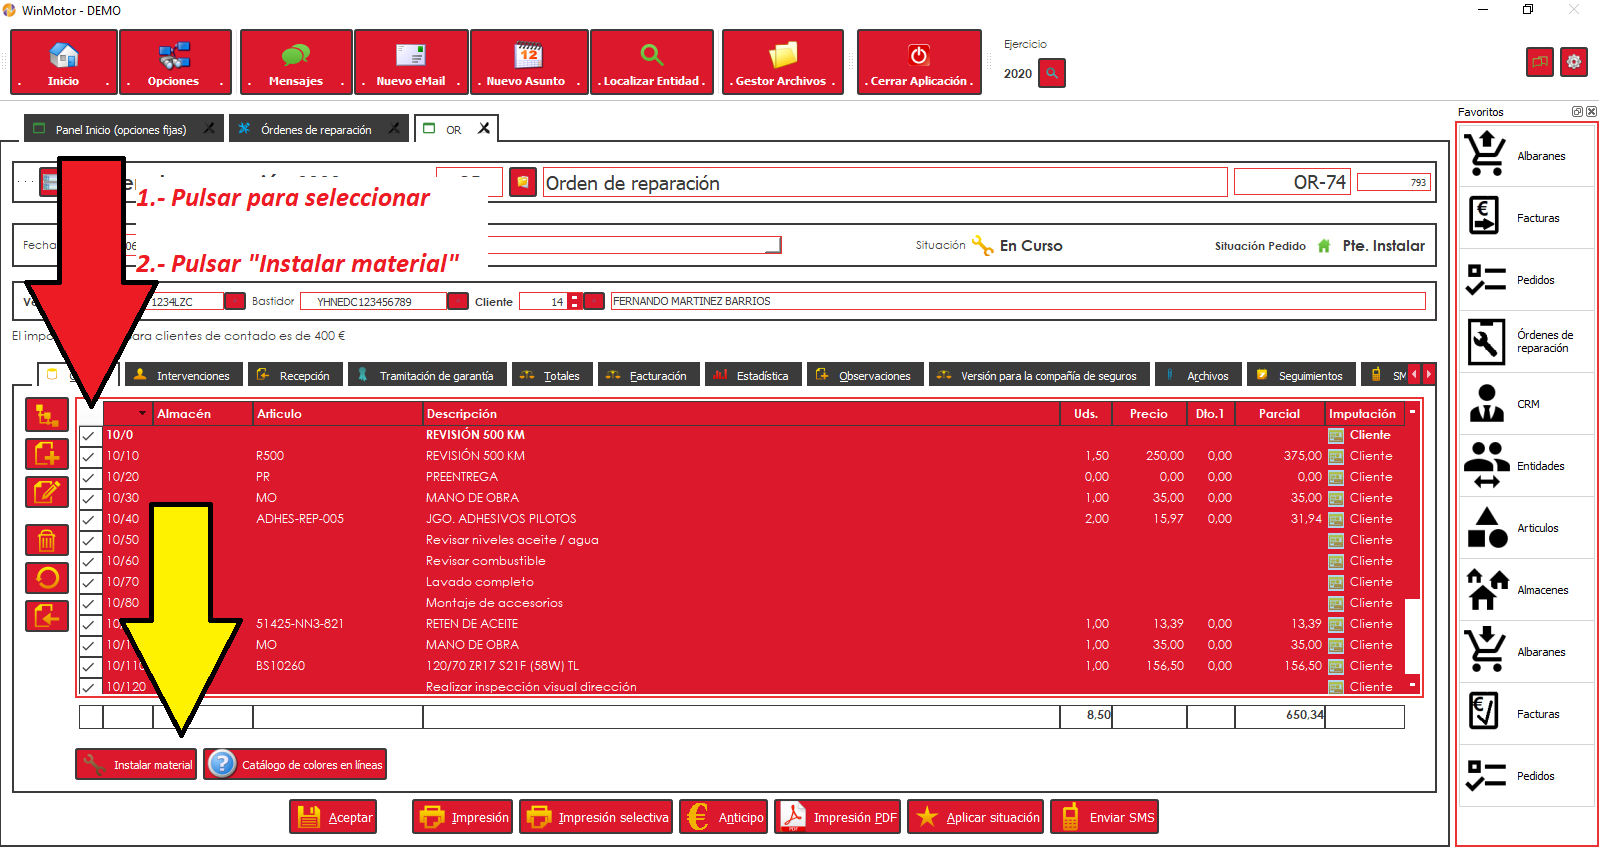 WinMotor - DEMO
. Inicio .
. Opciones .
. Mensajes .
. Nuevo eMail .
. Nuevo Asunto .
. Localizar Entidad .
. Gestor Archivos .
. Cerrar Aplicación .
12
Ejercicio
2020
Panel Inicio (opciones fijas)
Órdenes de reparación
OR
Favoritos
Albaranes
Facturas
Pedidos
Órdenes de reparación
CRM
Entidades
Articulos
Almacenes
Albaranes
Facturas
Pedidos
1.- Pulsar para seleccionar
2.- Pulsar "Instalar material"
Orden de reparación
OR-74
793
Fecha
06
Situación
En Curso
Situación Pedido
Pte. Instalar
1234LZC
Bastidor
YHNEDC123456789
Cliente
14
FERNANDO MARTINEZ BARRIOS
El impo
ara clientes de contado es de 400 €
Intervenciones
Recepción
Tramitación de garantía
Totales
Facturación
Estadística
Observaciones
Versión para la compañía de seguros
Archivos
Seguimientos
SM
Almacén Articulo Descripción Uds. Precio Dto.1 Parcial Imputación
10/0 REVISIÓN 500 KM Cliente
10/10 R500 REVISIÓN 500 KM 1,50 250,00 0,00 375,00 Cliente
10/20 PR PREENTREGA 0,00 0,00 0,00 0,00 Cliente
10/30 MO MANO DE OBRA 1,00 35,00 0,00 35,00 Cliente
10/40 ADHES-REP-005 JGO. ADHESIVOS PILOTOS 2,00 15,97 0,00 31,94 Cliente
10/50 Revisar niveles aceite / agua Cliente
10/60 Revisar combustible Cliente
10/70 Lavado completo Cliente
10/80 Montaje de accesorios Cliente
10/ 51425-NN3-821 RETEN DE ACEITE 1,00 13,39 0,00 13,39 Cliente
10/1 MO MANO DE OBRA 1,00 35,00 0,00 35,00 Cliente
10/110 BS10260 120/70 ZR17 S21F (58W) TL 1,00 156,50 0,00 156,50 Cliente
10/120 Realizar inspección visual dirección Cliente
8,50 650,34
Instalar material
Catálogo de colores en líneas
Aceptar
Impresión
Impresión selectiva
Anticipo
PDF
Impresión PDF
Aplicar situación
Enviar SMS